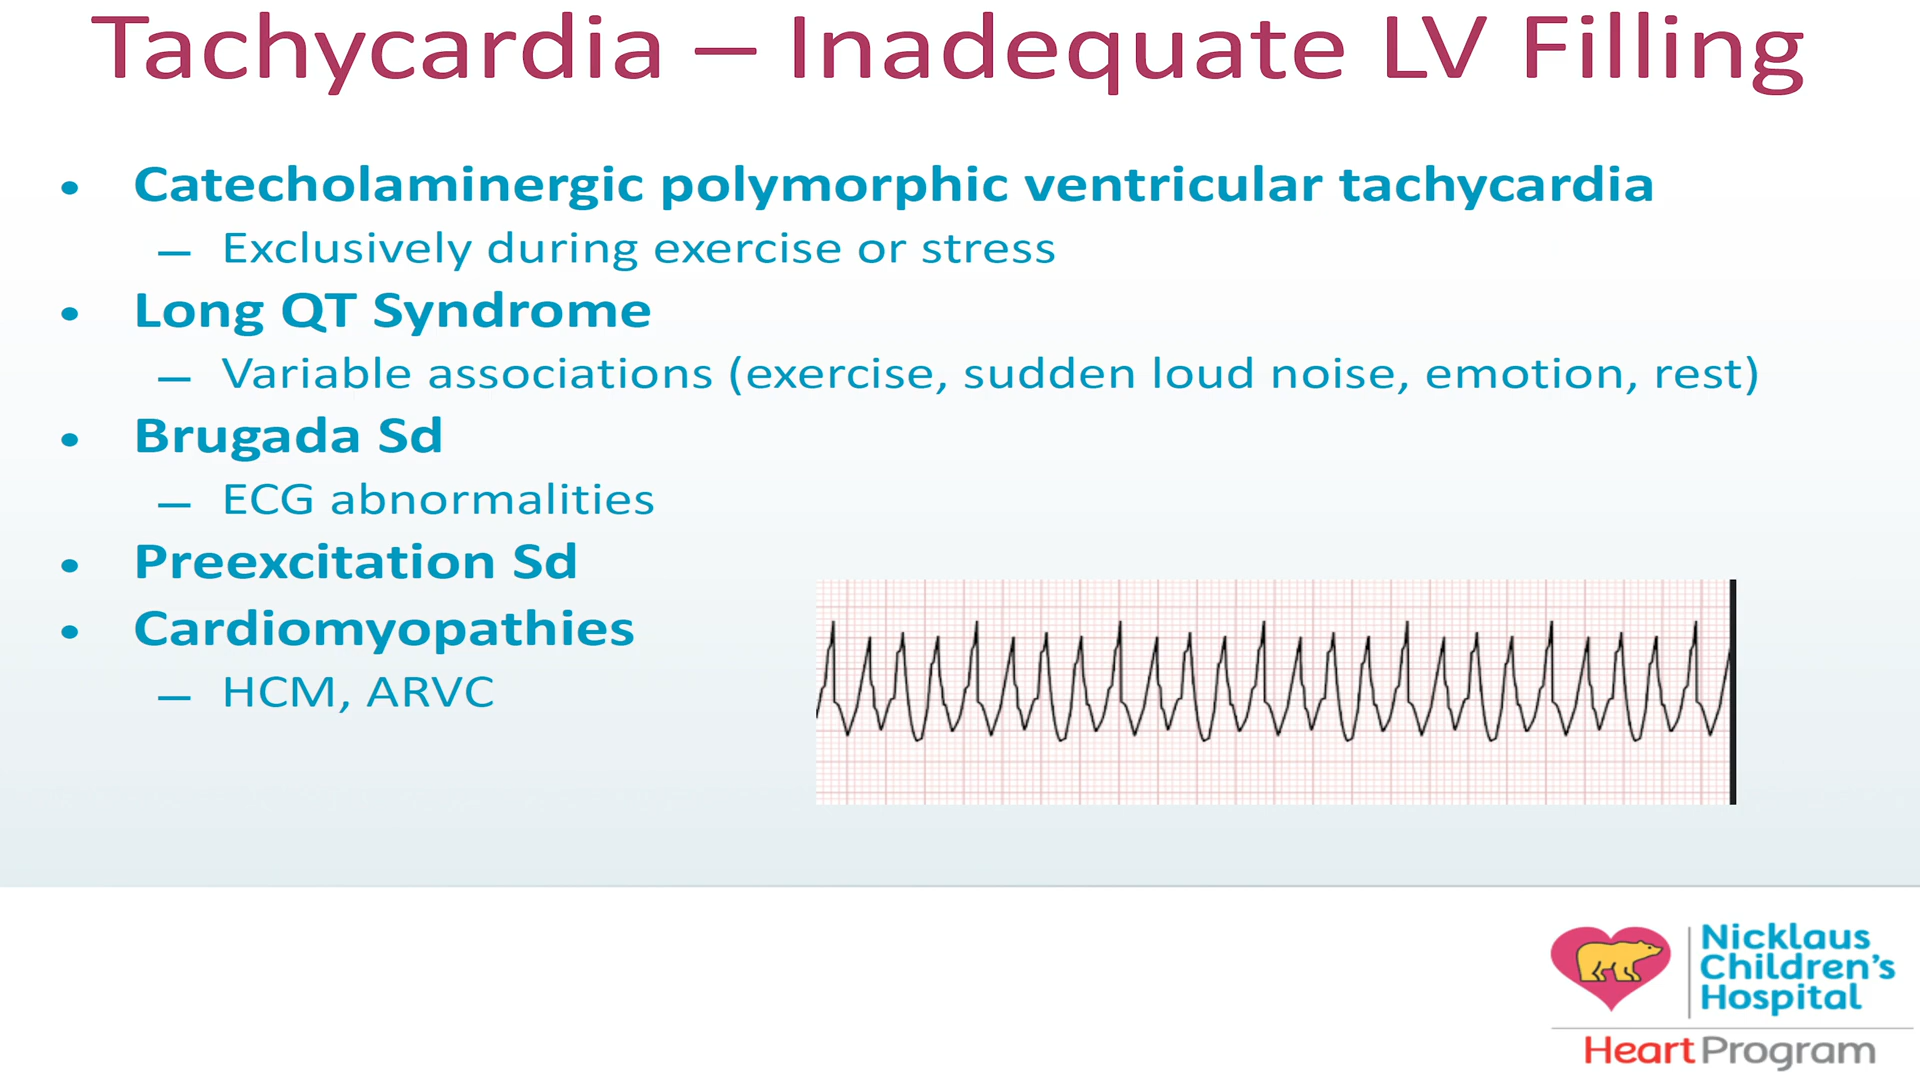 Tachycardia – Inadequate LV Filling
• Catecholaminergic polymorphic ventricular tachycardia
– Exclusively during exercise or stress
• Long QT Syndrome
– Variable associations (exercise, sudden loud noise, emotion, rest)
• Brugada Sd
– ECG abnormalities
• Preexcitation Sd
• Cardiomyopathies
– HCM, ARVC
Nicklaus
Children's
Hospital
Heart Program